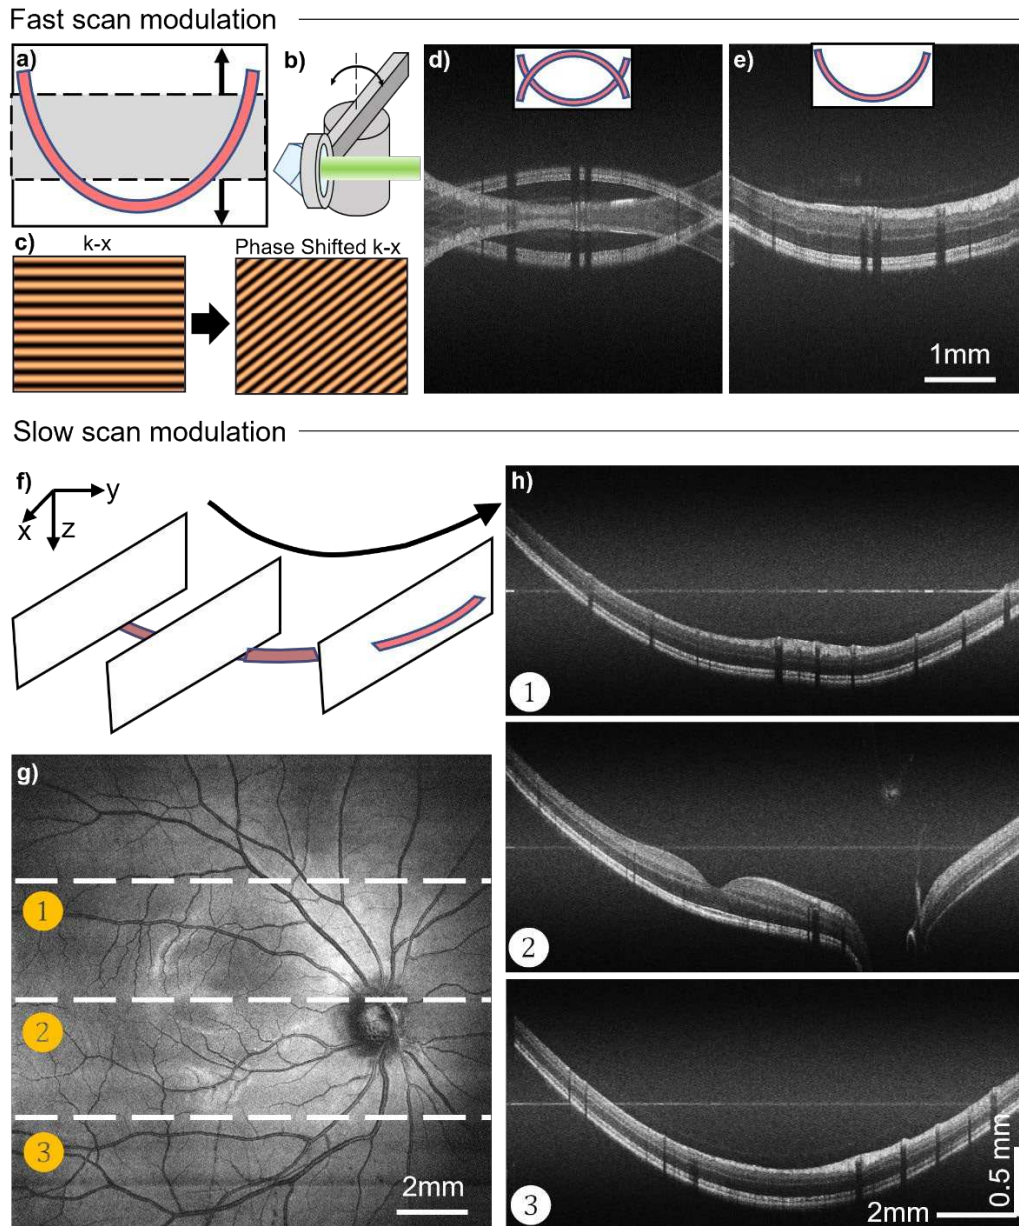 Fast scan modulation
a)
b)
c)
k-x
Phase Shifted k-x
d)
e)
1mm
Slow scan modulation
f)
y
x
z
g)
1
2
3
2mm
h)
1
2
3
0.5 mm
2mm